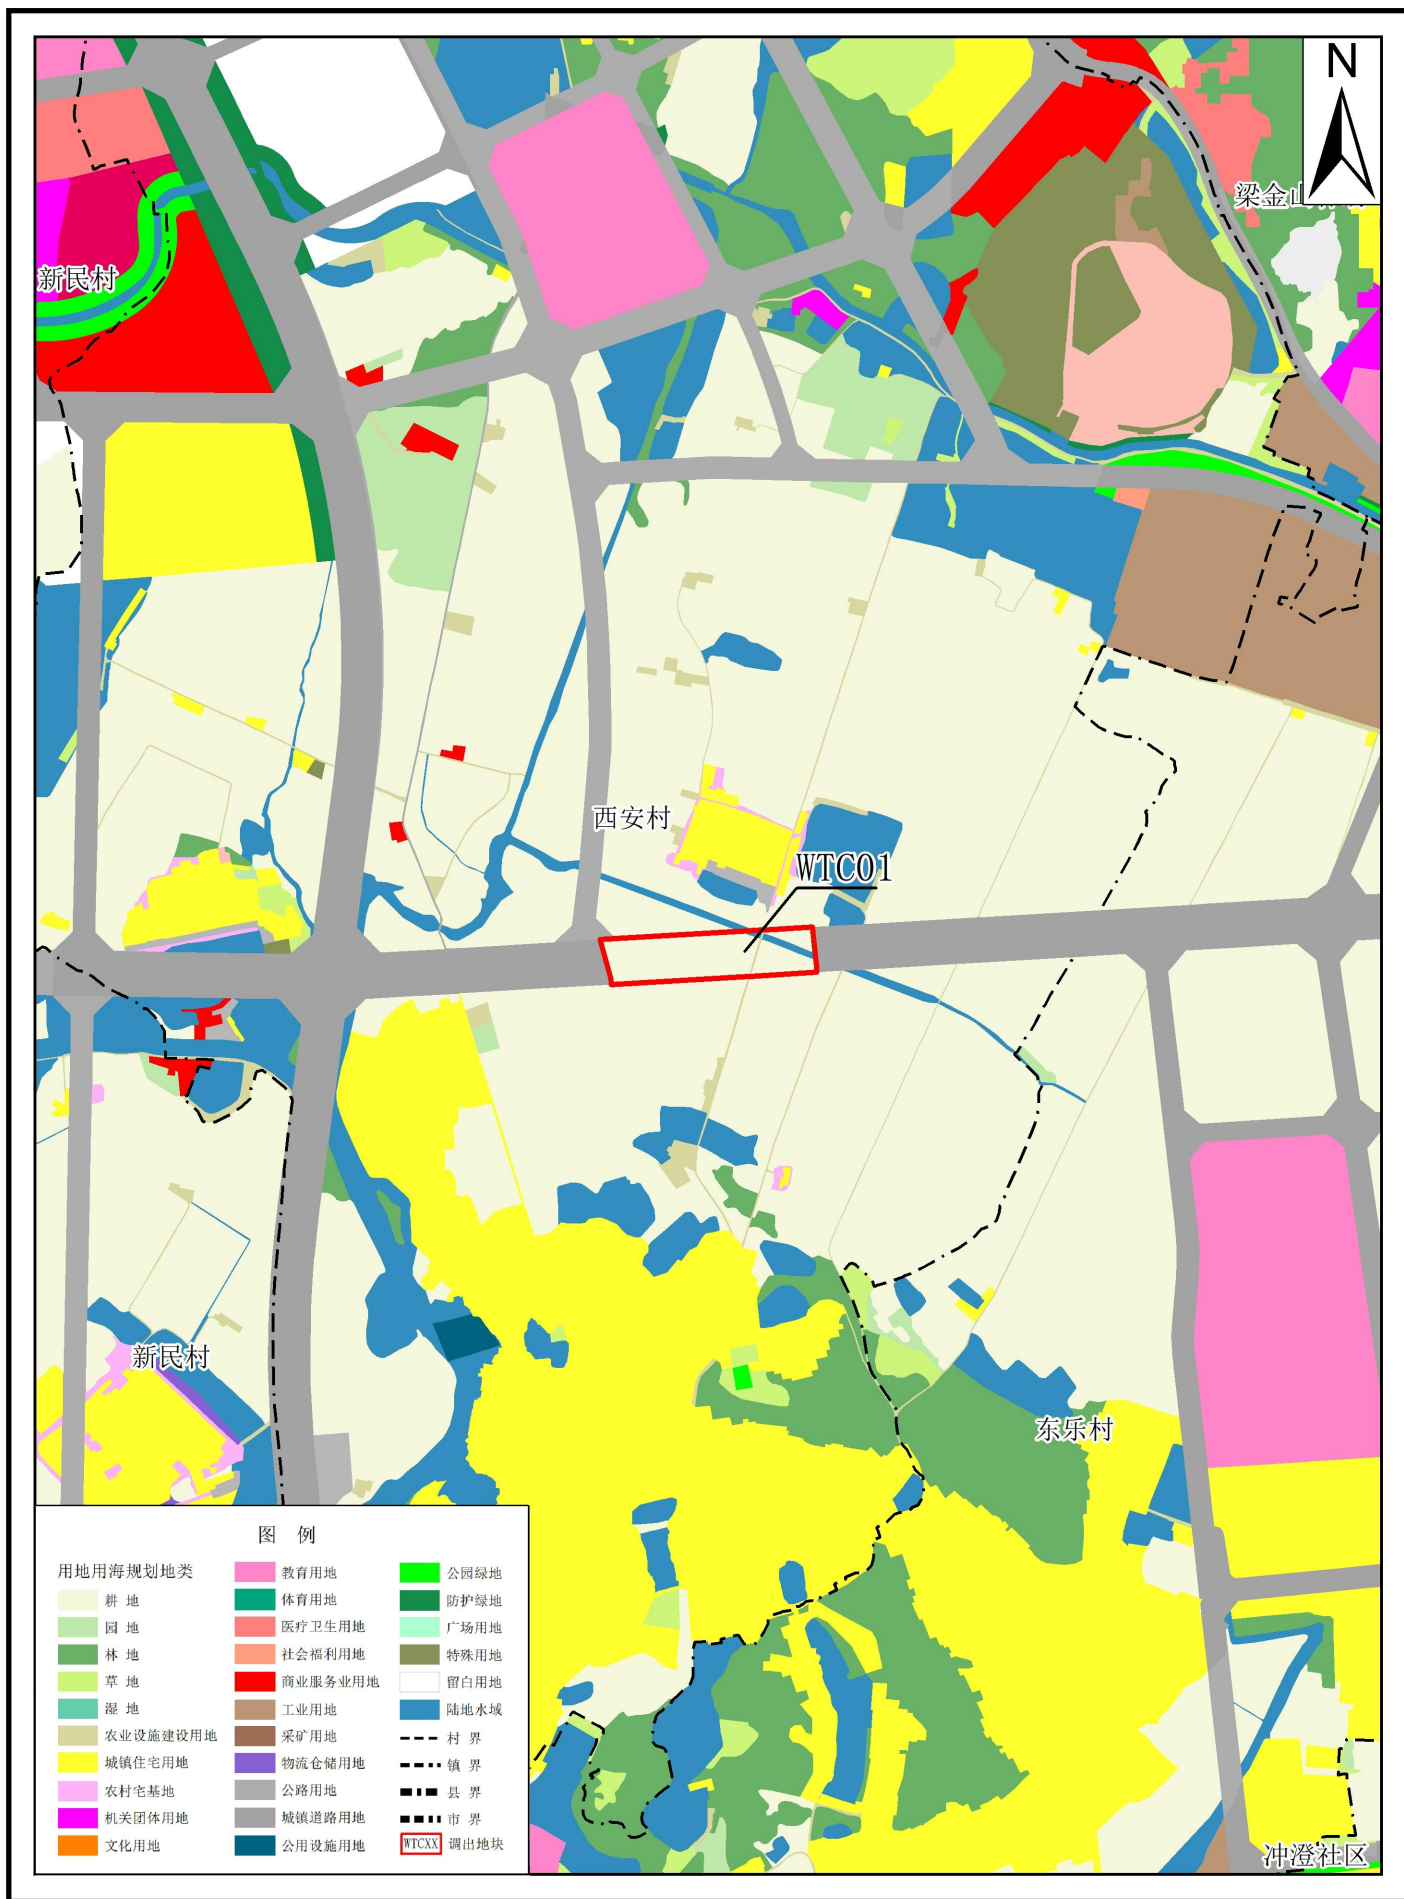 N
梁金山
新民村
西安村
WTC01
新民村
东乐村
冲澄社区
图 例
用地用海规划地类
耕 地
园 地
林 地
草 地
湿 地
农业设施建设用地
城镇住宅用地
农村宅基地
机关团体用地
文化用地
教育用地
体育用地
医疗卫生用地
社会福利用地
商业服务业用地
工业用地
采矿用地
物流仓储用地
公路用地
城镇道路用地
公用设施用地
公园绿地
防护绿地
广场用地
特殊用地
留白用地
陆地水域
村 界
镇 界
县 界
市 界
WTCXX 调出地块